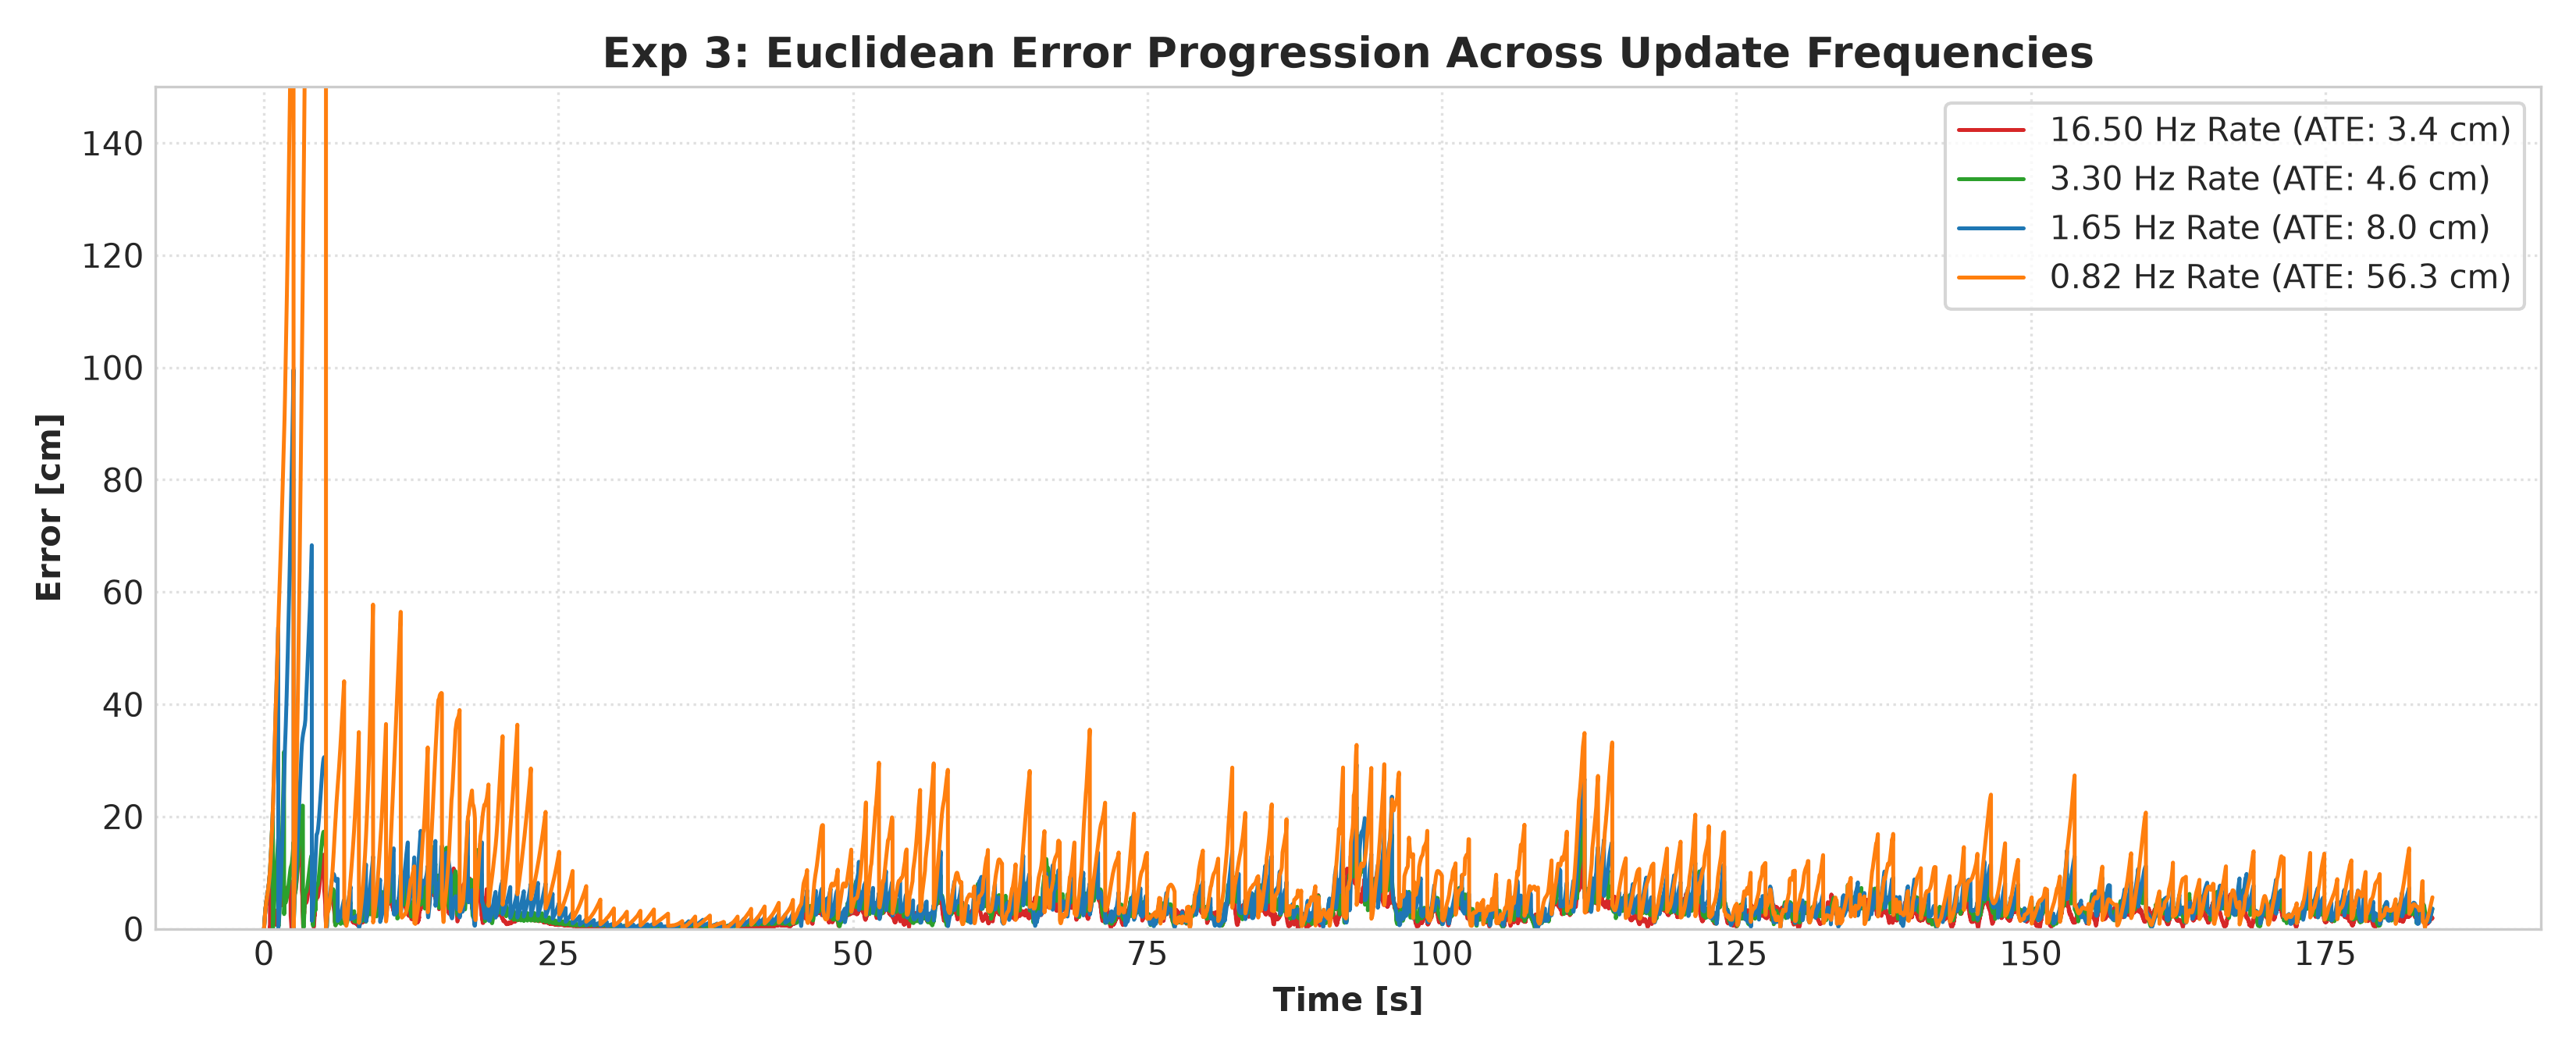 Exp 3: Euclidean Error Progression Across Update Frequencies
16.50 Hz Rate (ATE: 3.4 cm)
3.30 Hz Rate (ATE: 4.6 cm)
1.65 Hz Rate (ATE: 8.0 cm)
0.82 Hz Rate (ATE: 56.3 cm)
Error [cm]
140
120
100
80
60
40
20
0
0 25 50 75 100 125 150 175
Time [s]